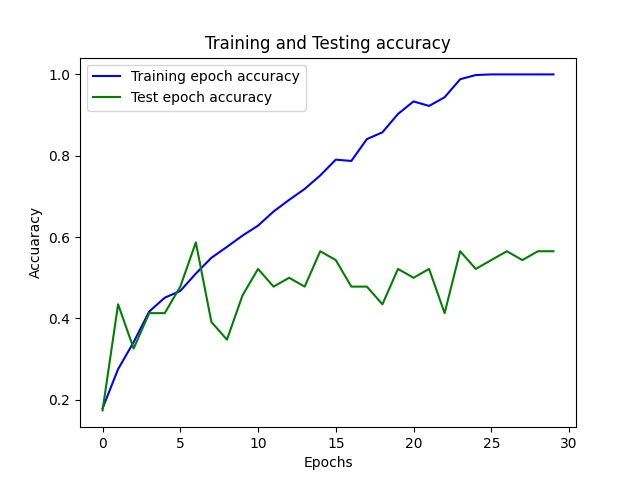 Training and Testing accuracy
Training epoch accuracy
Test epoch accuracy
1.0
0.8
0.6
0.4
0.2
Accuaracy
0 5 10 15 20 25 30
Epochs